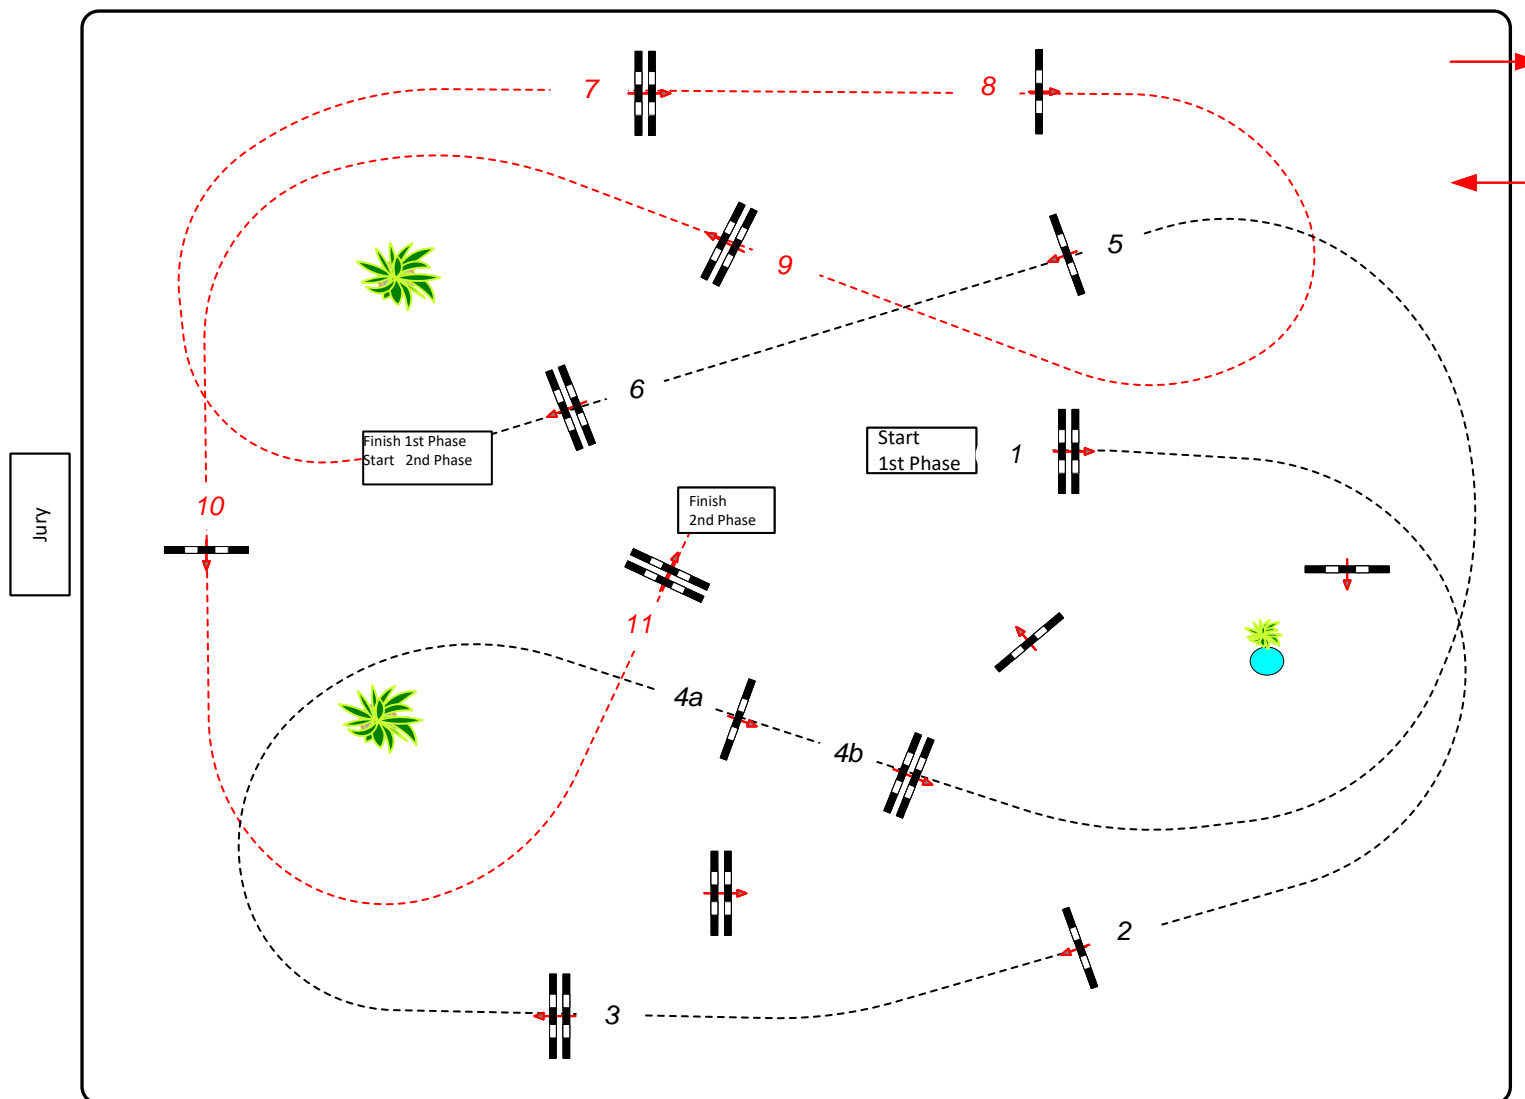 7
8
5
9
6
Finish 1st Phase
Start 2nd Phase
Start
1st Phase
1
10
Finish
2nd Phase
Jury
11
4a
4b
2
3